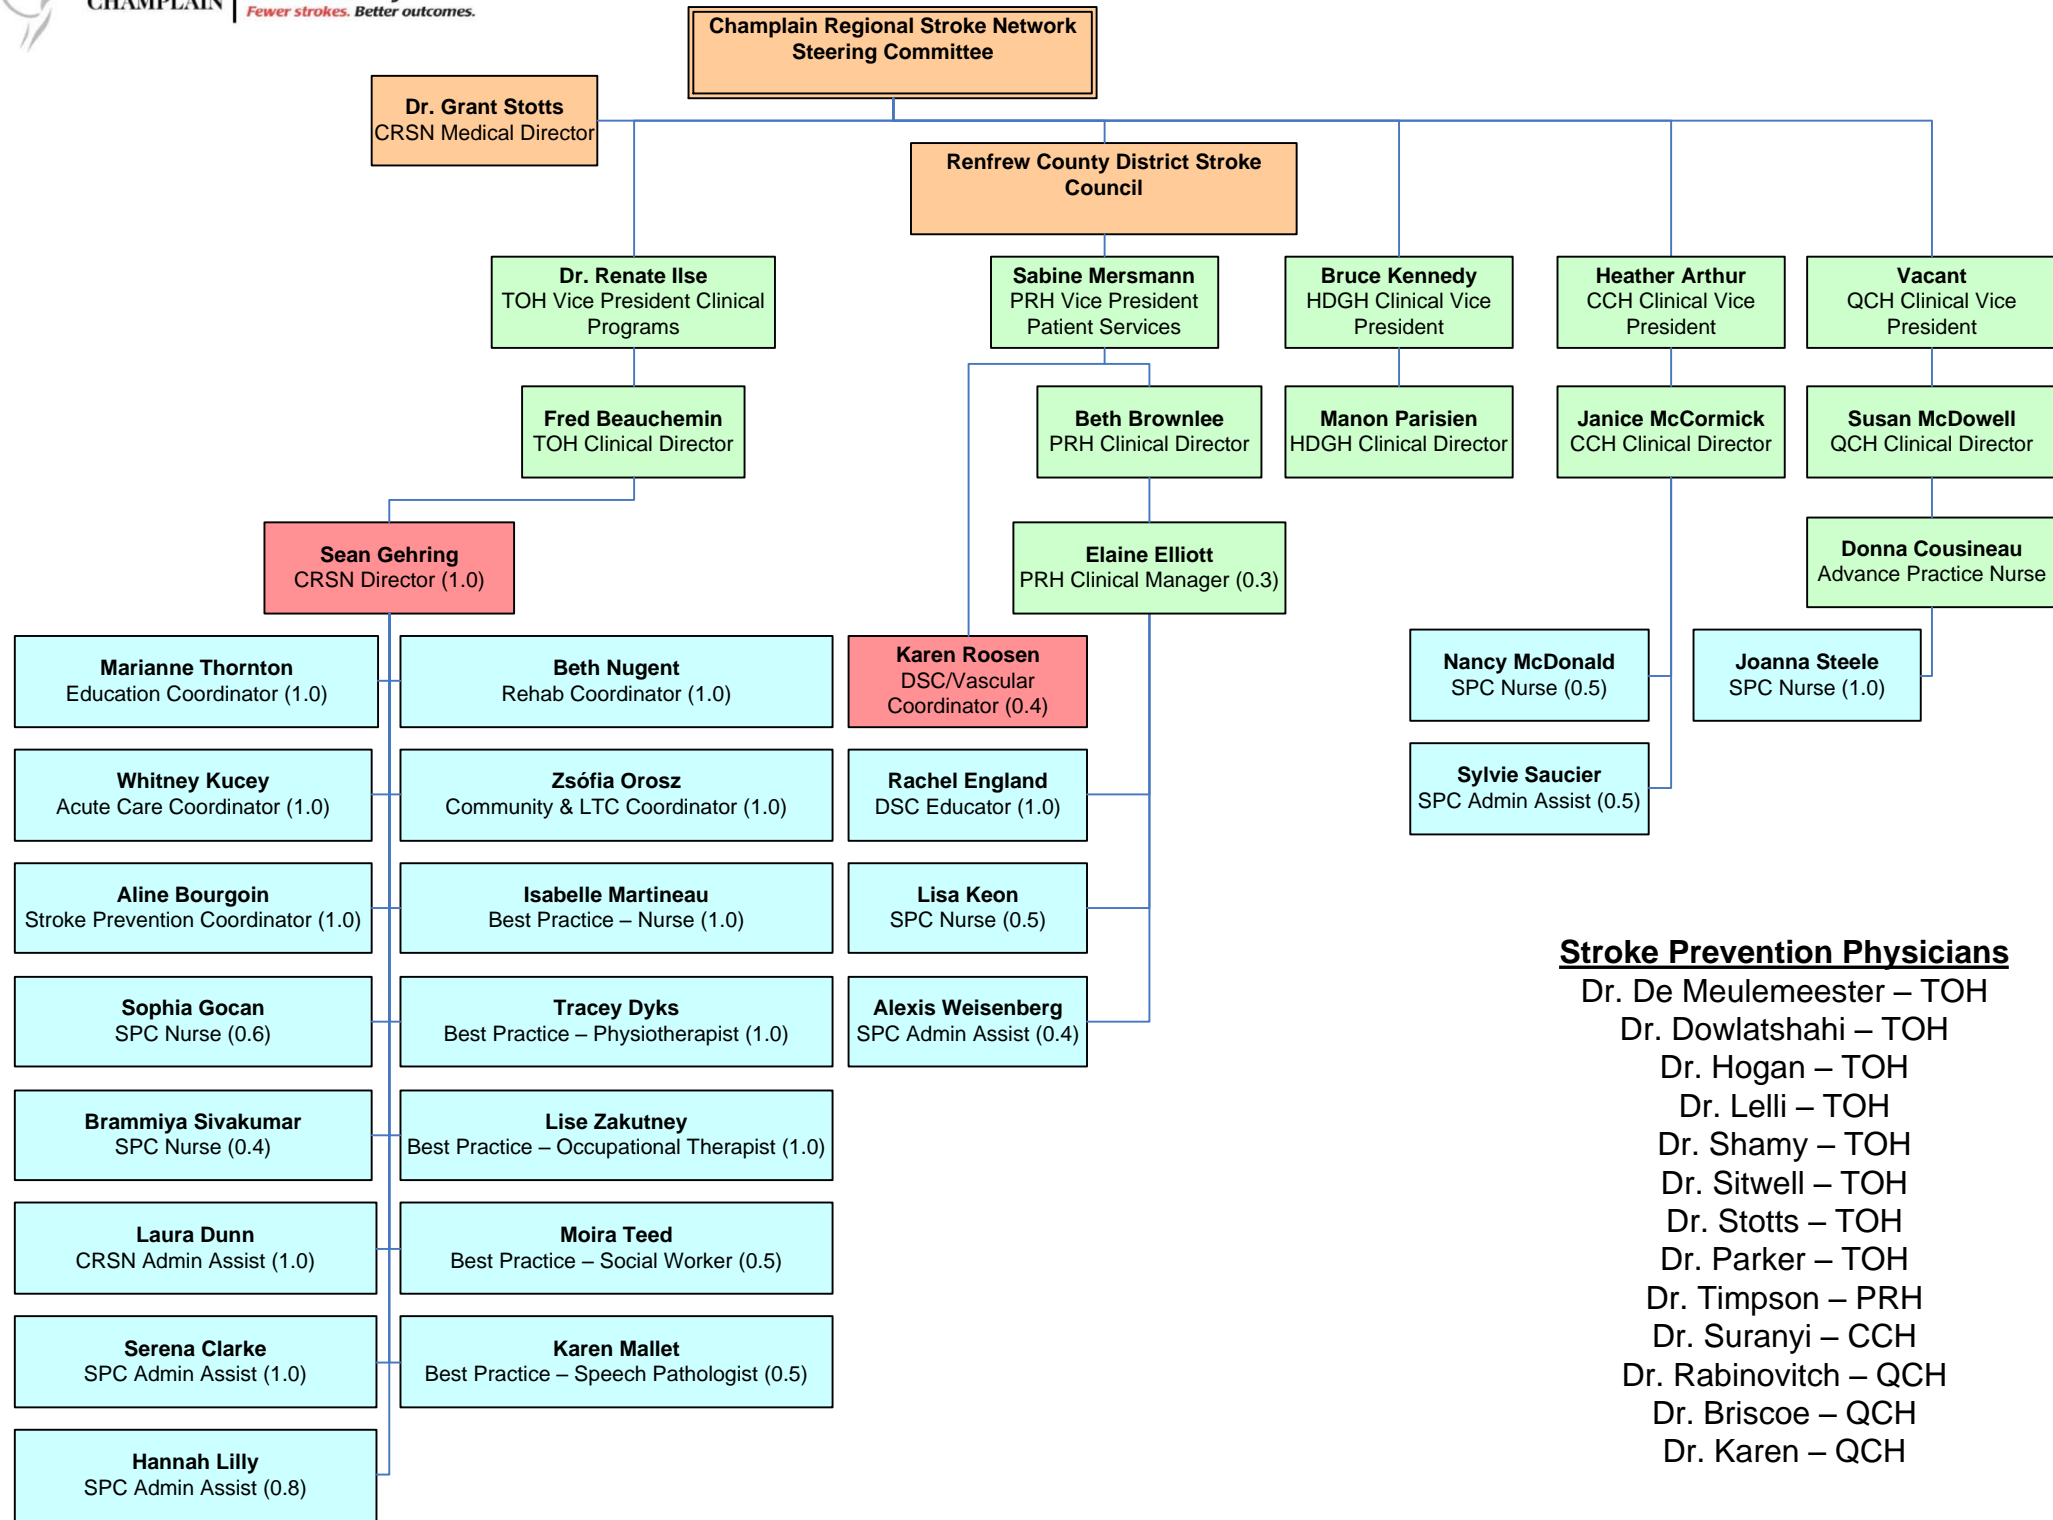 CHAMPLAIN
Fewer strokes. Better outcomes.
Champlain Regional Stroke Network
Steering Committee
Dr. Grant Stotts
CRSN Medical Director
Renfrew County District Stroke
Council
Dr. Renate Ilse
TOH Vice President Clinical
Programs
Sabine Mersmann
PRH Vice President
Patient Services
Bruce Kennedy
HDGH Clinical Vice
President
Heather Arthur
CCH Clinical Vice
President
Vacant
QCH Clinical Vice
President
Fred Beauchemin
TOH Clinical Director
Beth Brownlee
PRH Clinical Director
Manon Parisien
HDGH Clinical Director
Janice McCormick
CCH Clinical Director
Susan McDowell
QCH Clinical Director
Sean Gehring
CRSN Director (1.0)
Elaine Elliott
PRH Clinical Manager (0.3)
Donna Cousineau
Advance Practice Nurse
Marianne Thornton
Education Coordinator (1.0)
Beth Nugent
Rehab Coordinator (1.0)
Karen Roosen
DSC/Vascular
Coordinator (0.4)
Nancy McDonald
SPC Nurse (0.5)
Joanna Steele
SPC Nurse (1.0)
Whitney Kucey
Acute Care Coordinator (1.0)
Zsófia Orosz
Community & LTC Coordinator (1.0)
Rachel England
DSC Educator (1.0)
Sylvie Saucier
SPC Admin Assist (0.5)
Aline Bourgoin
Stroke Prevention Coordinator (1.0)
Isabelle Martineau
Best Practice – Nurse (1.0)
Lisa Keon
SPC Nurse (0.5)
Sophia Gocan
SPC Nurse (0.6)
Tracey Dyks
Best Practice – Physiotherapist (1.0)
Alexis Weisenberg
SPC Admin Assist (0.4)
Brammiya Sivakumar
SPC Nurse (0.4)
Lise Zakutney
Best Practice – Occupational Therapist (1.0)
Laura Dunn
CRSN Admin Assist (1.0)
Moira Teed
Best Practice – Social Worker (0.5)
Serena Clarke
SPC Admin Assist (1.0)
Karen Mallet
Best Practice – Speech Pathologist (0.5)
Hannah Lilly
SPC Admin Assist (0.8)
Stroke Prevention Physicians
Dr. De Meulemeester – TOH
Dr. Dowlatshahi – TOH
Dr. Hogan – TOH
Dr. Lelli – TOH
Dr. Shamy – TOH
Dr. Sitwell – TOH
Dr. Stotts – TOH
Dr. Parker – TOH
Dr. Timpson – PRH
Dr. Suranyi – CCH
Dr. Rabinovitch – QCH
Dr. Briscoe – QCH
Dr. Karen – QCH